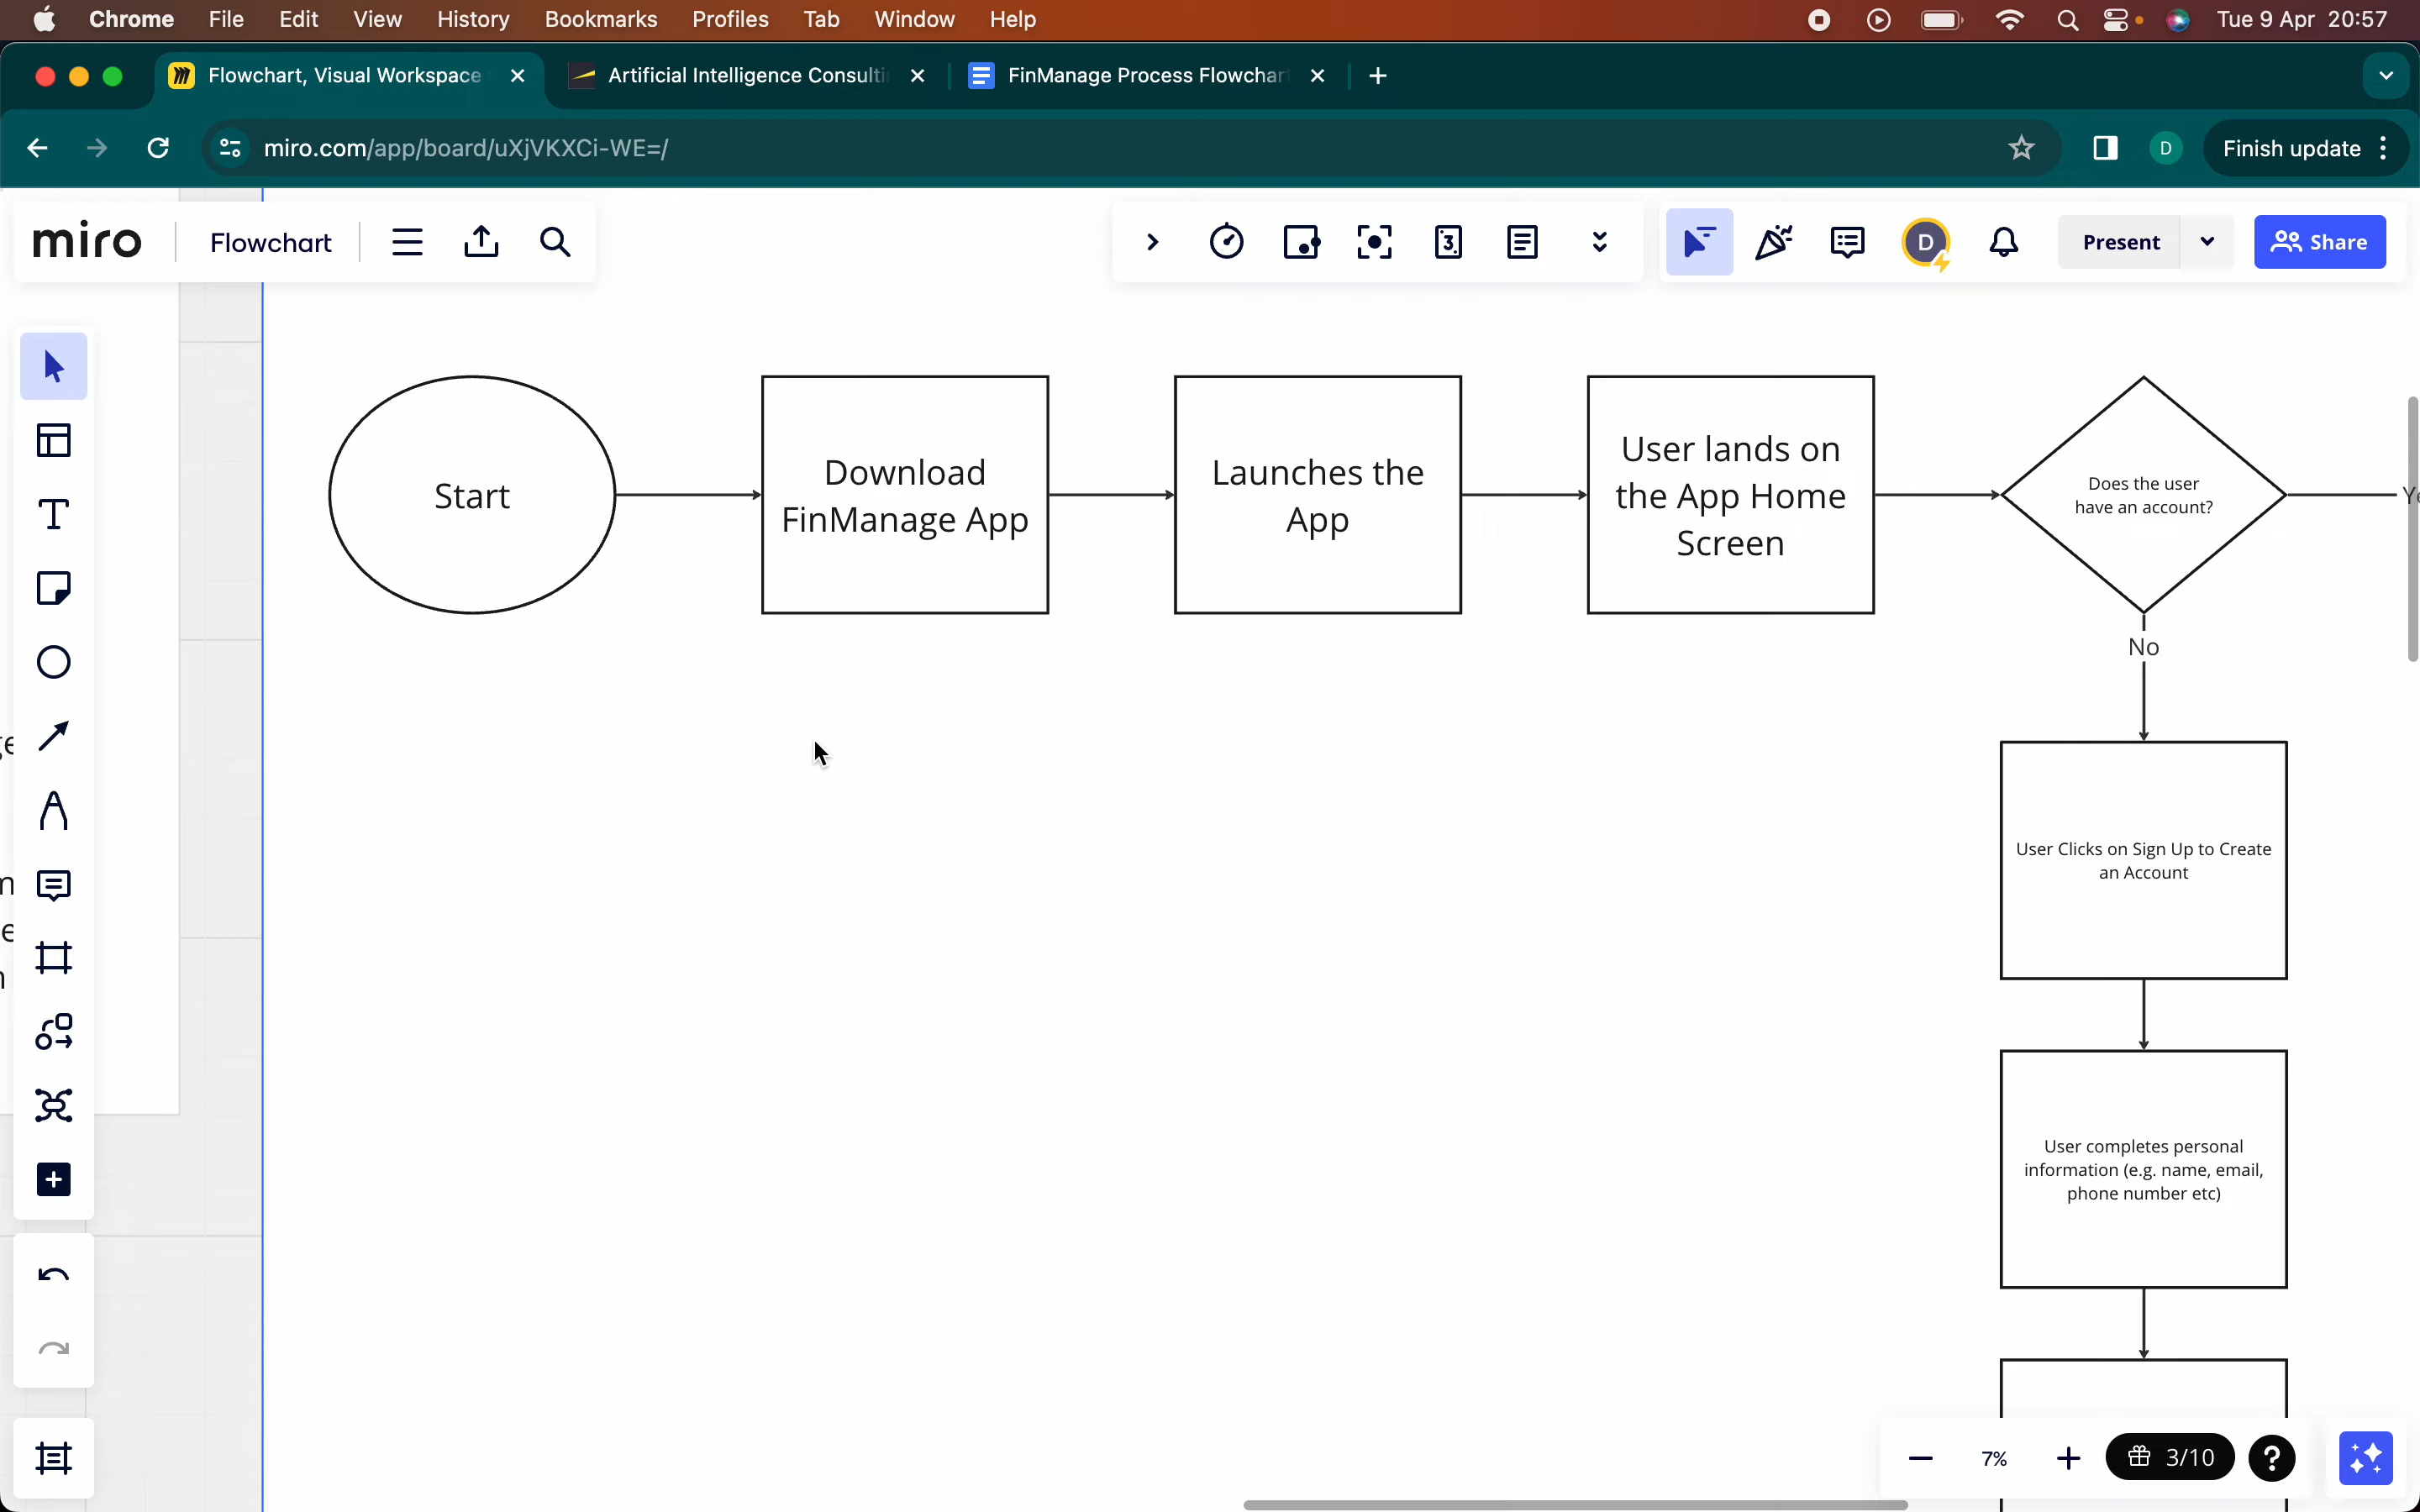 Chrome File Edit View History Bookmarks Profiles Tab Window Help Tue 9 Apr 20:57
Flowchart, Visual Workspace Artificial Intelligence Consulti FinManage Process Flowchar
miro.com/app/board/uXjVKXCi-WE=/ D Finish update
miro Flowchart 3 D Present Share
Start
Download
FinManage App
Launches the
App
User lands on
the App Home
Screen
Does the user
have an account?
No
User Clicks on Sign Up to Create
an Account
User completes personal
information (e.g. name, email,
phone number etc)
7% 3/10 ?